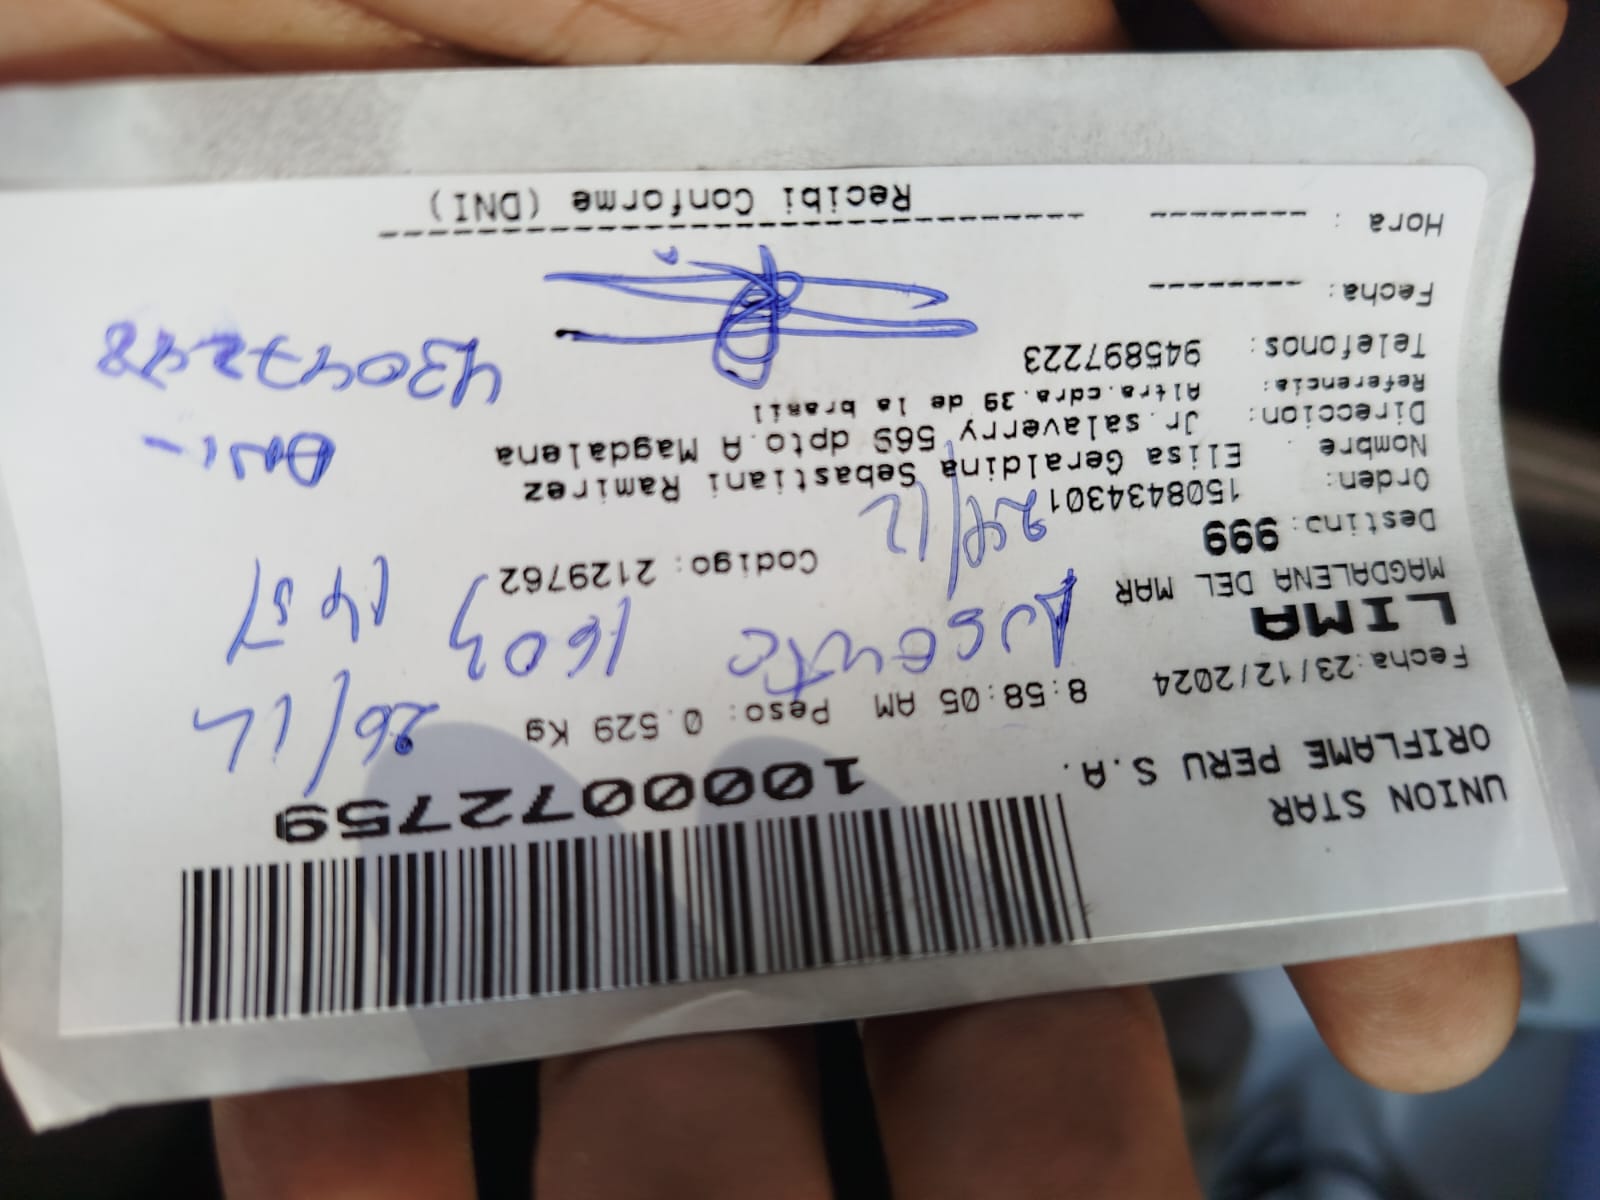 1000072759
UNION STAR
ORIFLAME PERU S.A.
26/12
Fecha:23/12/2024 8:58:05 AM Peso: 0.529 Kg
LIMA
Ausente 1603
MAGDALENA DEL MAR
24/12
Destino: 999 Codigo: 2129762
Orden: 1508434301
Nombre : Elisa Geraldina Sebastiani Ramirez
Direccion: Jr.salaverry 569 dpto.A Magdalena
Referencia: Altra.cdra.39 de la brasil
DNI-
Telefonos: 945897223
Fecha: --------
Hora : --------
Recibi Conforme (DNI)